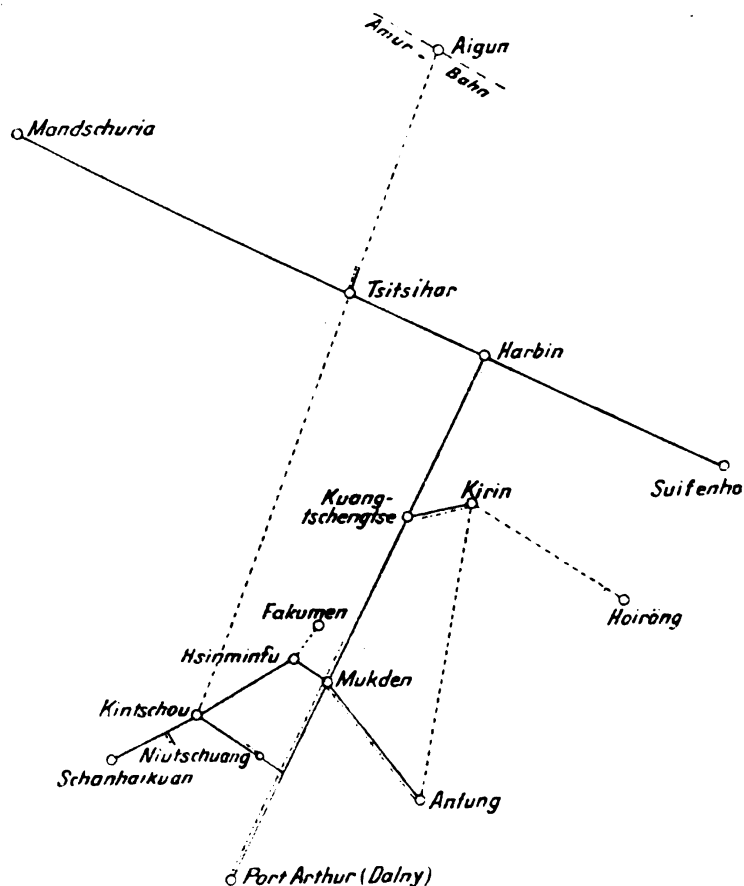 Aigun
Amur-
Bahn
Mandschuria
Tsitsihar
Harbin
Suifenho
Kuang-
tschengtse
Kirin
Hoiröng
Fakumen
Hsinminfu
Mukden
Kintschou
Niutschuang
Schanhaikuan
Antung
Port Arthur (Dalny)